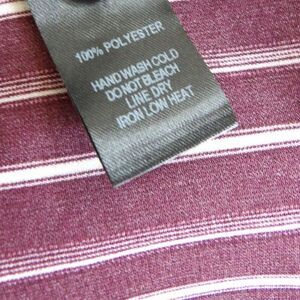 100% POLYESTER
HAND WASH COLD
DO NOT BLEACH
LINE DRY
IRON LOW HEAT